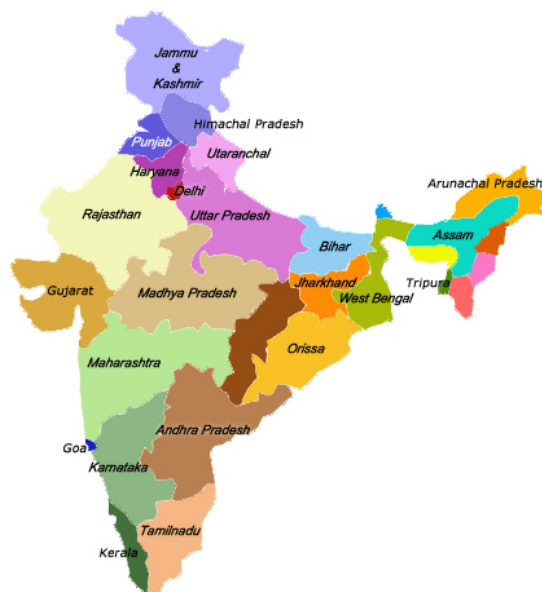 Jammu
&
Kashmir
Himachal Pradesh
Punjab
Utaranchal
Haryana
Delhi
Arunachal Pradesh
Rajasthan
Uttar Pradesh
Assam
Bihar
Gujarat
Madhya Pradesh
Jharkhand
Tripura
West Bengal
Orissa
Maharashtra
Andhra Pradesh
Goa
Karnataka
Tamilnadu
Kerala